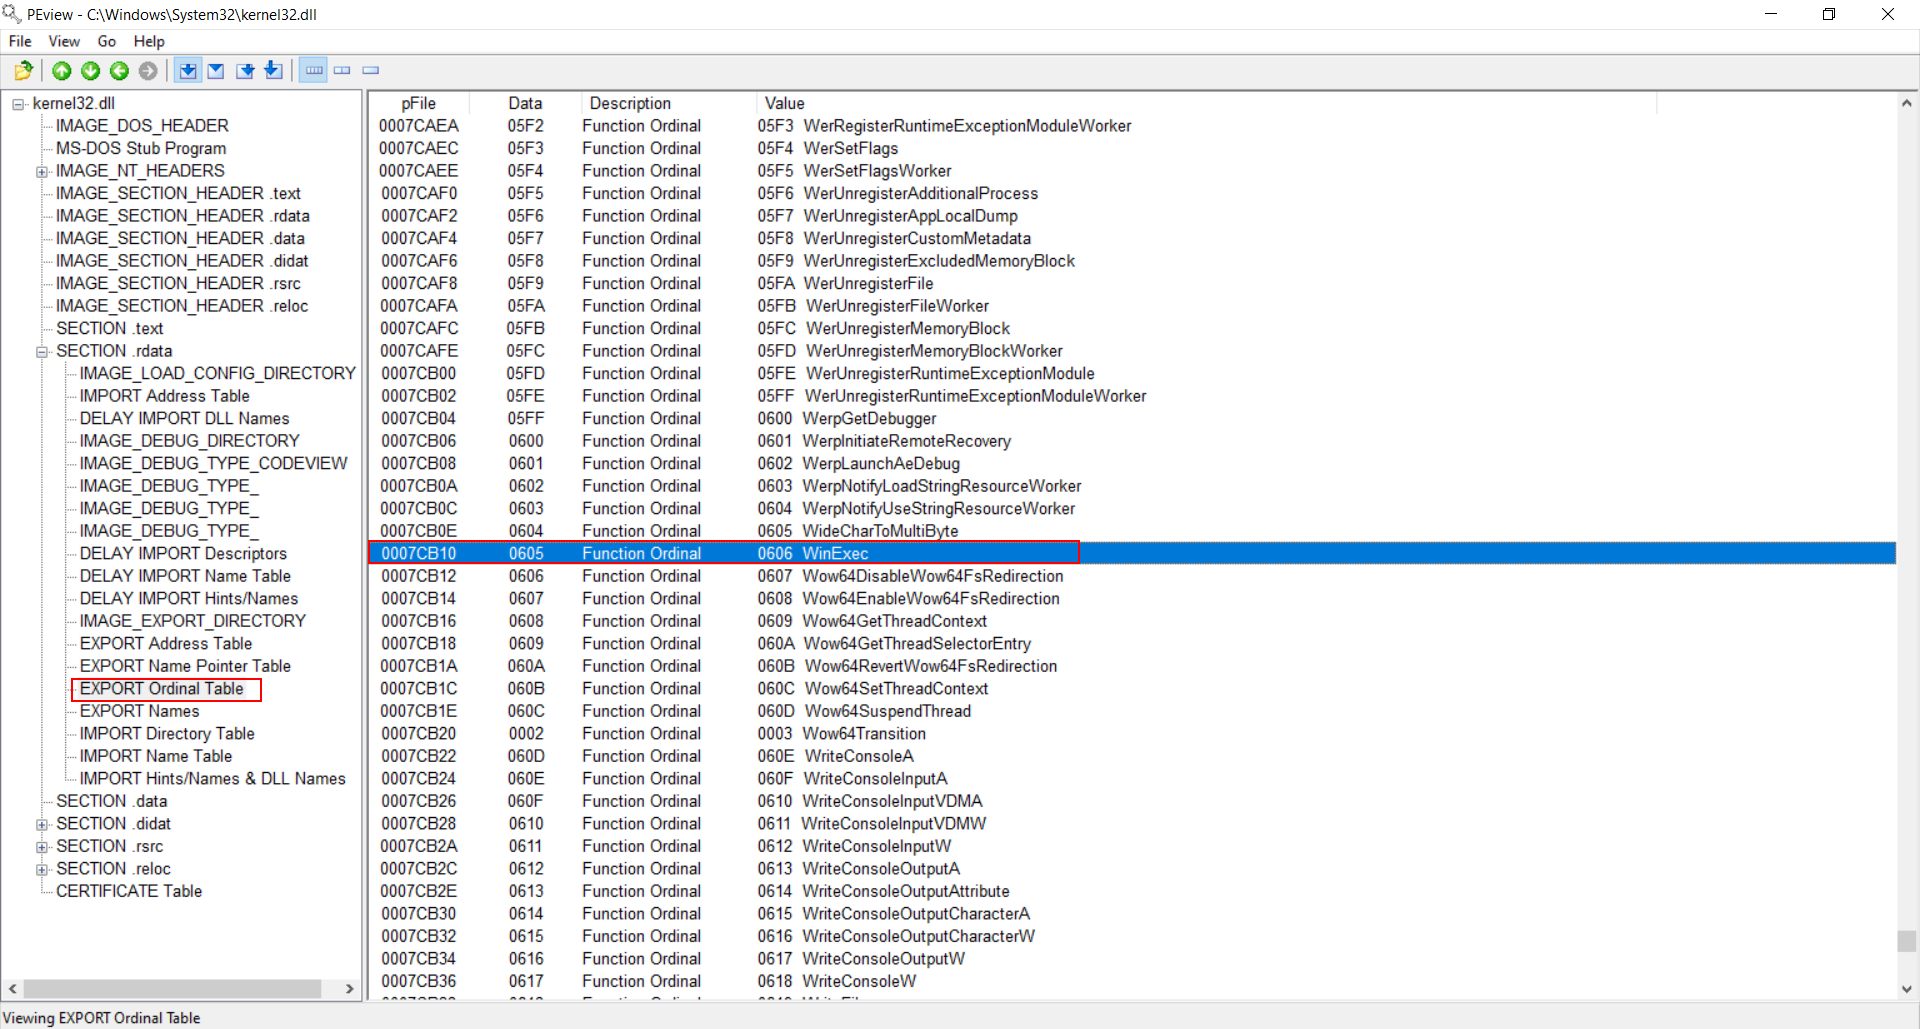 PEview - C:\Windows\System32\kernel32.dll
File View Go Help
kernel32.dll
IMAGE_DOS_HEADER
MS-DOS Stub Program
IMAGE_NT_HEADERS
IMAGE_SECTION_HEADER .text
IMAGE_SECTION_HEADER .rdata
IMAGE_SECTION_HEADER .data
IMAGE_SECTION_HEADER .didat
IMAGE_SECTION_HEADER .rsrc
IMAGE_SECTION_HEADER .reloc
SECTION .text
SECTION .rdata
IMAGE_LOAD_CONFIG_DIRECTORY
IMPORT Address Table
DELAY IMPORT DLL Names
IMAGE_DEBUG_DIRECTORY
IMAGE_DEBUG_TYPE_CODEVIEW
IMAGE_DEBUG_TYPE_
IMAGE_DEBUG_TYPE_
IMAGE_DEBUG_TYPE_
DELAY IMPORT Descriptors
DELAY IMPORT Name Table
DELAY IMPORT Hints/Names
IMAGE_EXPORT_DIRECTORY
EXPORT Address Table
EXPORT Name Pointer Table
EXPORT Ordinal Table
EXPORT Names
IMPORT Directory Table
IMPORT Name Table
IMPORT Hints/Names & DLL Names
SECTION .data
SECTION .didat
SECTION .rsrc
SECTION .reloc
CERTIFICATE Table
pFile Data Description Value
0007CAEA 05F2 Function Ordinal 05F3 WerRegisterRuntimeExceptionModuleWorker
0007CAEC 05F3 Function Ordinal 05F4 WerSetFlags
0007CAEE 05F4 Function Ordinal 05F5 WerSetFlagsWorker
0007CAF0 05F5 Function Ordinal 05F6 WerUnregisterAdditionalProcess
0007CAF2 05F6 Function Ordinal 05F7 WerUnregisterAppLocalDump
0007CAF4 05F7 Function Ordinal 05F8 WerUnregisterCustomMetadata
0007CAF6 05F8 Function Ordinal 05F9 WerUnregisterExcludedMemoryBlock
0007CAF8 05F9 Function Ordinal 05FA WerUnregisterFile
0007CAFA 05FA Function Ordinal 05FB WerUnregisterFileWorker
0007CAFC 05FB Function Ordinal 05FC WerUnregisterMemoryBlock
0007CAFE 05FC Function Ordinal 05FD WerUnregisterMemoryBlockWorker
0007CB00 05FD Function Ordinal 05FE WerUnregisterRuntimeExceptionModule
0007CB02 05FE Function Ordinal 05FF WerUnregisterRuntimeExceptionModuleWorker
0007CB04 05FF Function Ordinal 0600 WerpGetDebugger
0007CB06 0600 Function Ordinal 0601 WerpInitiateRemoteRecovery
0007CB08 0601 Function Ordinal 0602 WerpLaunchAeDebug
0007CB0A 0602 Function Ordinal 0603 WerpNotifyLoadStringResourceWorker
0007CB0C 0603 Function Ordinal 0604 WerpNotifyUseStringResourceWorker
0007CB0E 0604 Function Ordinal 0605 WideCharToMultiByte
0007CB10 0605 Function Ordinal 0606 WinExec
0007CB12 0606 Function Ordinal 0607 Wow64DisableWow64FsRedirection
0007CB14 0607 Function Ordinal 0608 Wow64EnableWow64FsRedirection
0007CB16 0608 Function Ordinal 0609 Wow64GetThreadContext
0007CB18 0609 Function Ordinal 060A Wow64GetThreadSelectorEntry
0007CB1A 060A Function Ordinal 060B Wow64RevertWow64FsRedirection
0007CB1C 060B Function Ordinal 060C Wow64SetThreadContext
0007CB1E 060C Function Ordinal 060D Wow64SuspendThread
0007CB20 0002 Function Ordinal 0003 Wow64Transition
0007CB22 060D Function Ordinal 060E WriteConsoleA
0007CB24 060E Function Ordinal 060F WriteConsoleInputA
0007CB26 060F Function Ordinal 0610 WriteConsoleInputVDMA
0007CB28 0610 Function Ordinal 0611 WriteConsoleInputVDMW
0007CB2A 0611 Function Ordinal 0612 WriteConsoleInputW
0007CB2C 0612 Function Ordinal 0613 WriteConsoleOutputA
0007CB2E 0613 Function Ordinal 0614 WriteConsoleOutputAttribute
0007CB30 0614 Function Ordinal 0615 WriteConsoleOutputCharacterA
0007CB32 0615 Function Ordinal 0616 WriteConsoleOutputCharacterW
0007CB34 0616 Function Ordinal 0617 WriteConsoleOutputW
0007CB36 0617 Function Ordinal 0618 WriteConsoleW
Viewing EXPORT Ordinal Table